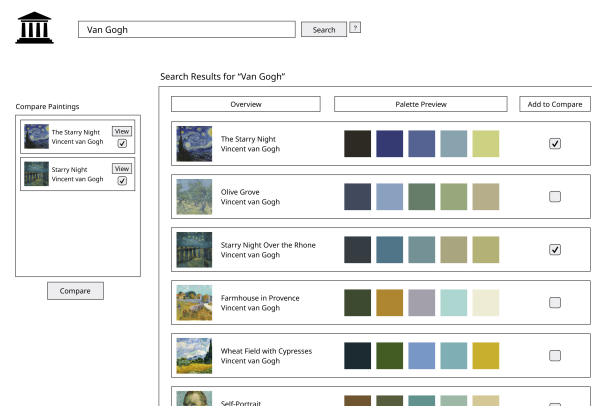 Van Gogh
Search
?
Search Results for “Van Gogh”
Compare Paintings
The Starry Night
Vincent van Gogh
View
Starry Night
Vincent van Gogh
View
Compare
Overview
Palette Preview
Add to Compare
The Starry Night
Vincent van Gogh
Olive Grove
Vincent van Gogh
Starry Night Over the Rhone
Vincent van Gogh
Farmhouse in Provence
Vincent van Gogh
Wheat Field with Cypresses
Vincent van Gogh
Self-Portrait